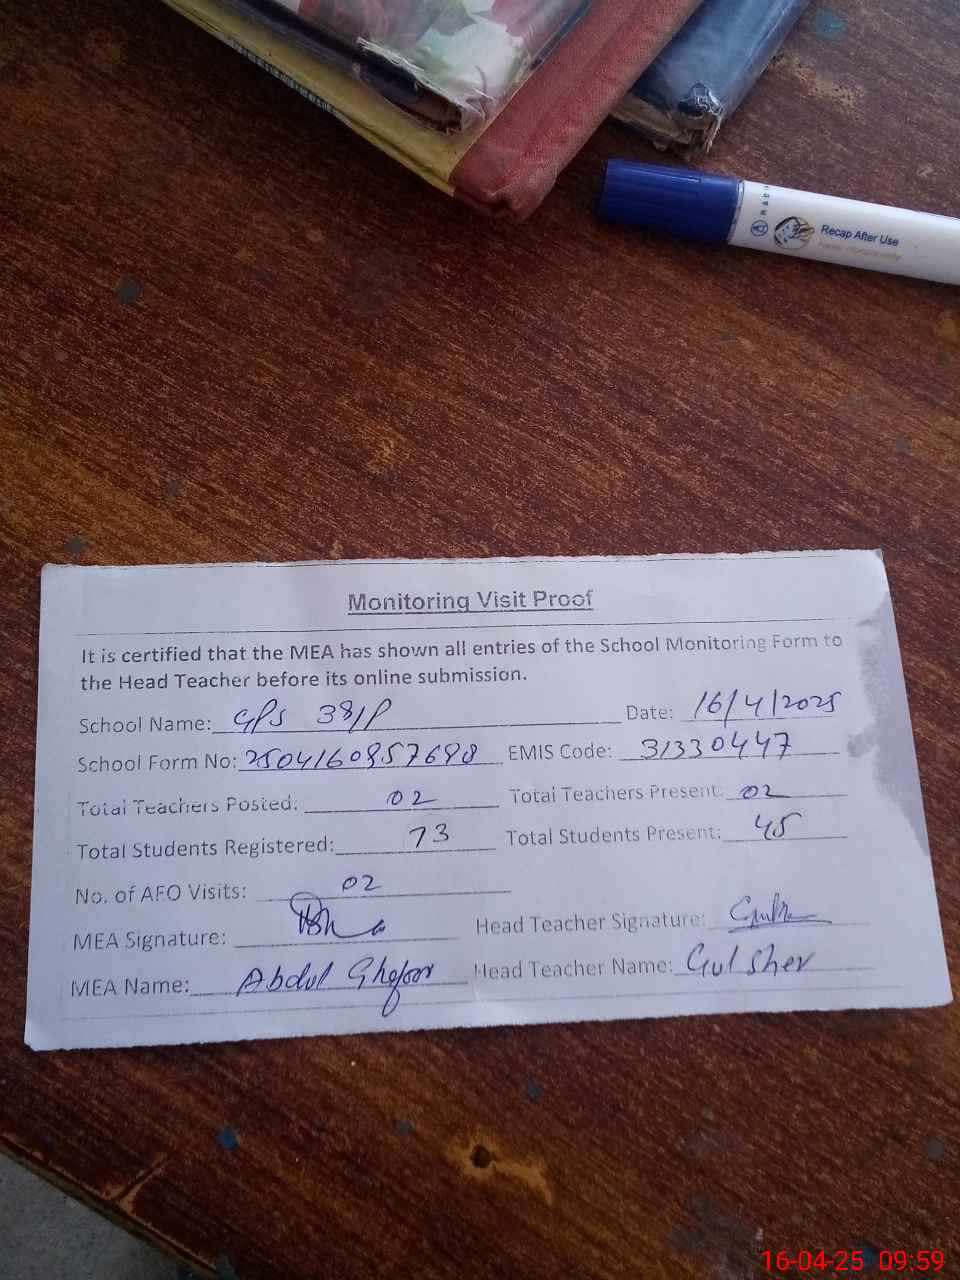 Recap After Use
Monitoring Visit Proof
It is certified that the MEA has shown all entries of the School Monitoring Form to
the Head Teacher before its online submission.
School Name: GPS 38/P Date: 16/4/2025
School Form No: 2504160957698 EMIS Code: 31330447
Total Teachers Posted: 02 Total Teachers Present: 02
Total Students Registered: 73 Total Students Present: 45
No. of AEO Visits: 02
MEA Signature: Head Teacher Signature:
MEA Name: Abdul Ghafoor Head Teacher Name: Gul Sher
16-04-25 09:59